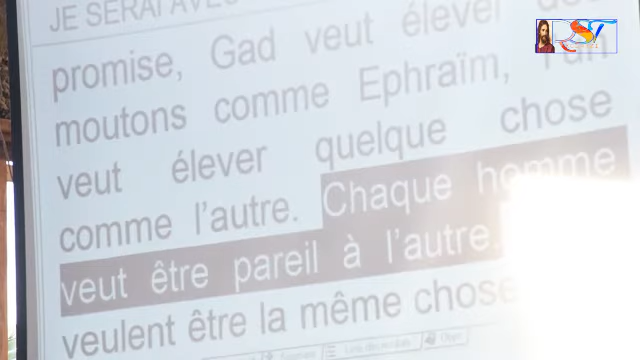 JE SERAI AVEC
promise, Gad veut élever des
moutons comme Ephraïm, l'un
veut élever quelque chose
comme l'autre. Chaque homme
veut être pareil à l'autre.
veulent être la même chose